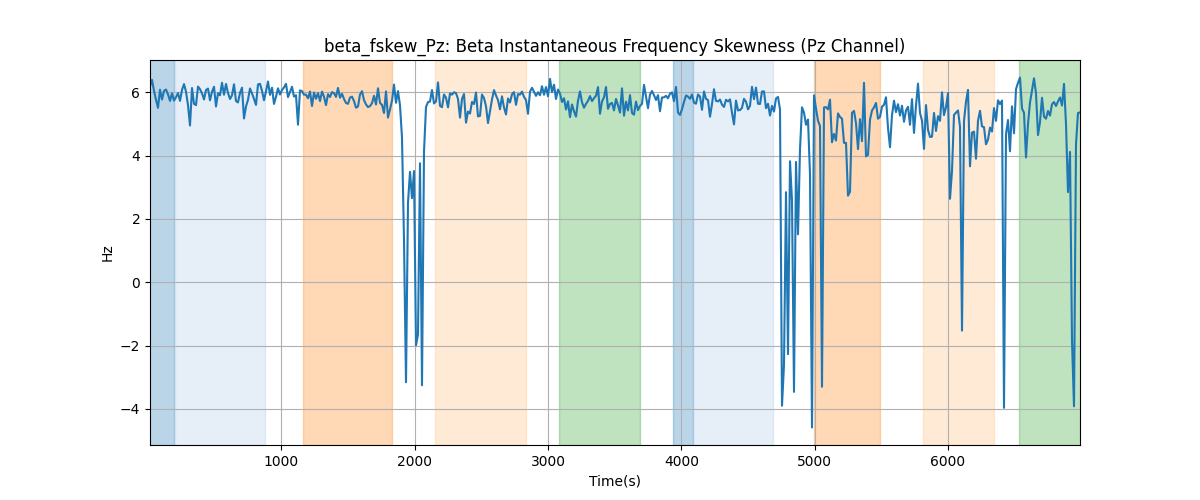 beta_fskew_Pz: Beta Instantaneous Frequency Skewness (Pz Channel)
Hz
6
4
2
0
−2
−4
1000 2000 3000 4000 5000 6000
Time(s)